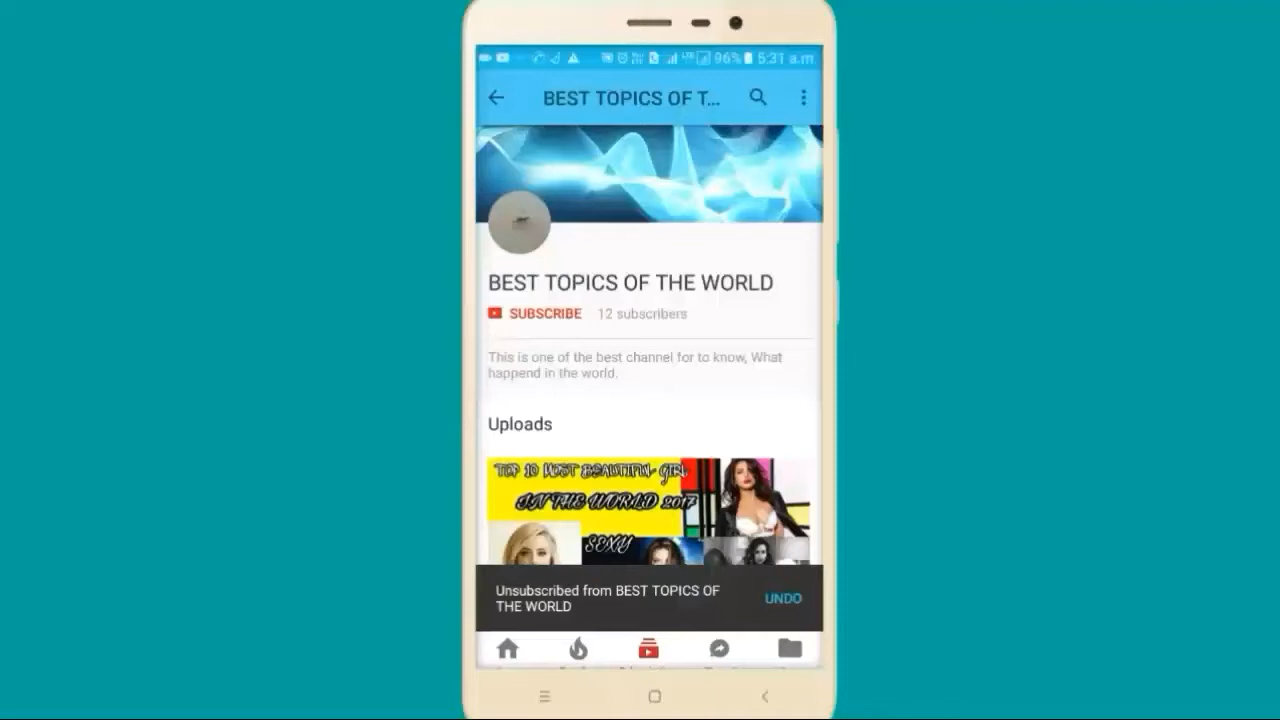 96% 5:31 a.m
BEST TOPICS OF T...
BEST TOPICS OF THE WORLD
SUBSCRIBE 12 subscribers
This is one of the best channel for to know, What
happend in the world.
Uploads
TOP 10 MOST BEAUTIFUL GIRL
IN THE WORLD 2017
SEXY
Unsubscribed from BEST TOPICS OF
THE WORLD
UNDO